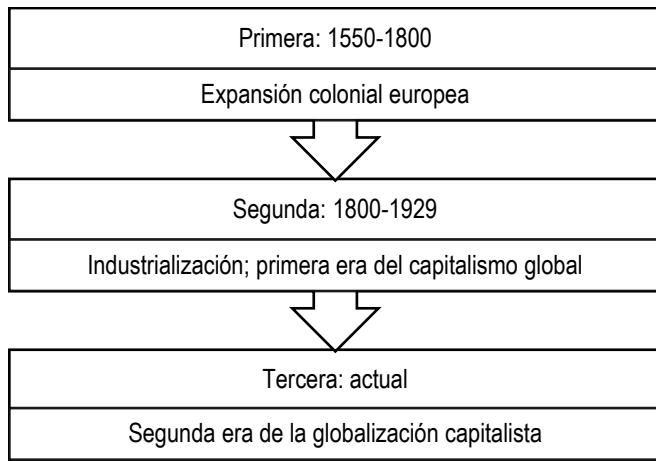 Primera: 1550-1800
Expansión colonial europea
Segunda: 1800-1929
Industrialización; primera era del capitalismo global
Tercera: actual
Segunda era de la globalización capitalista